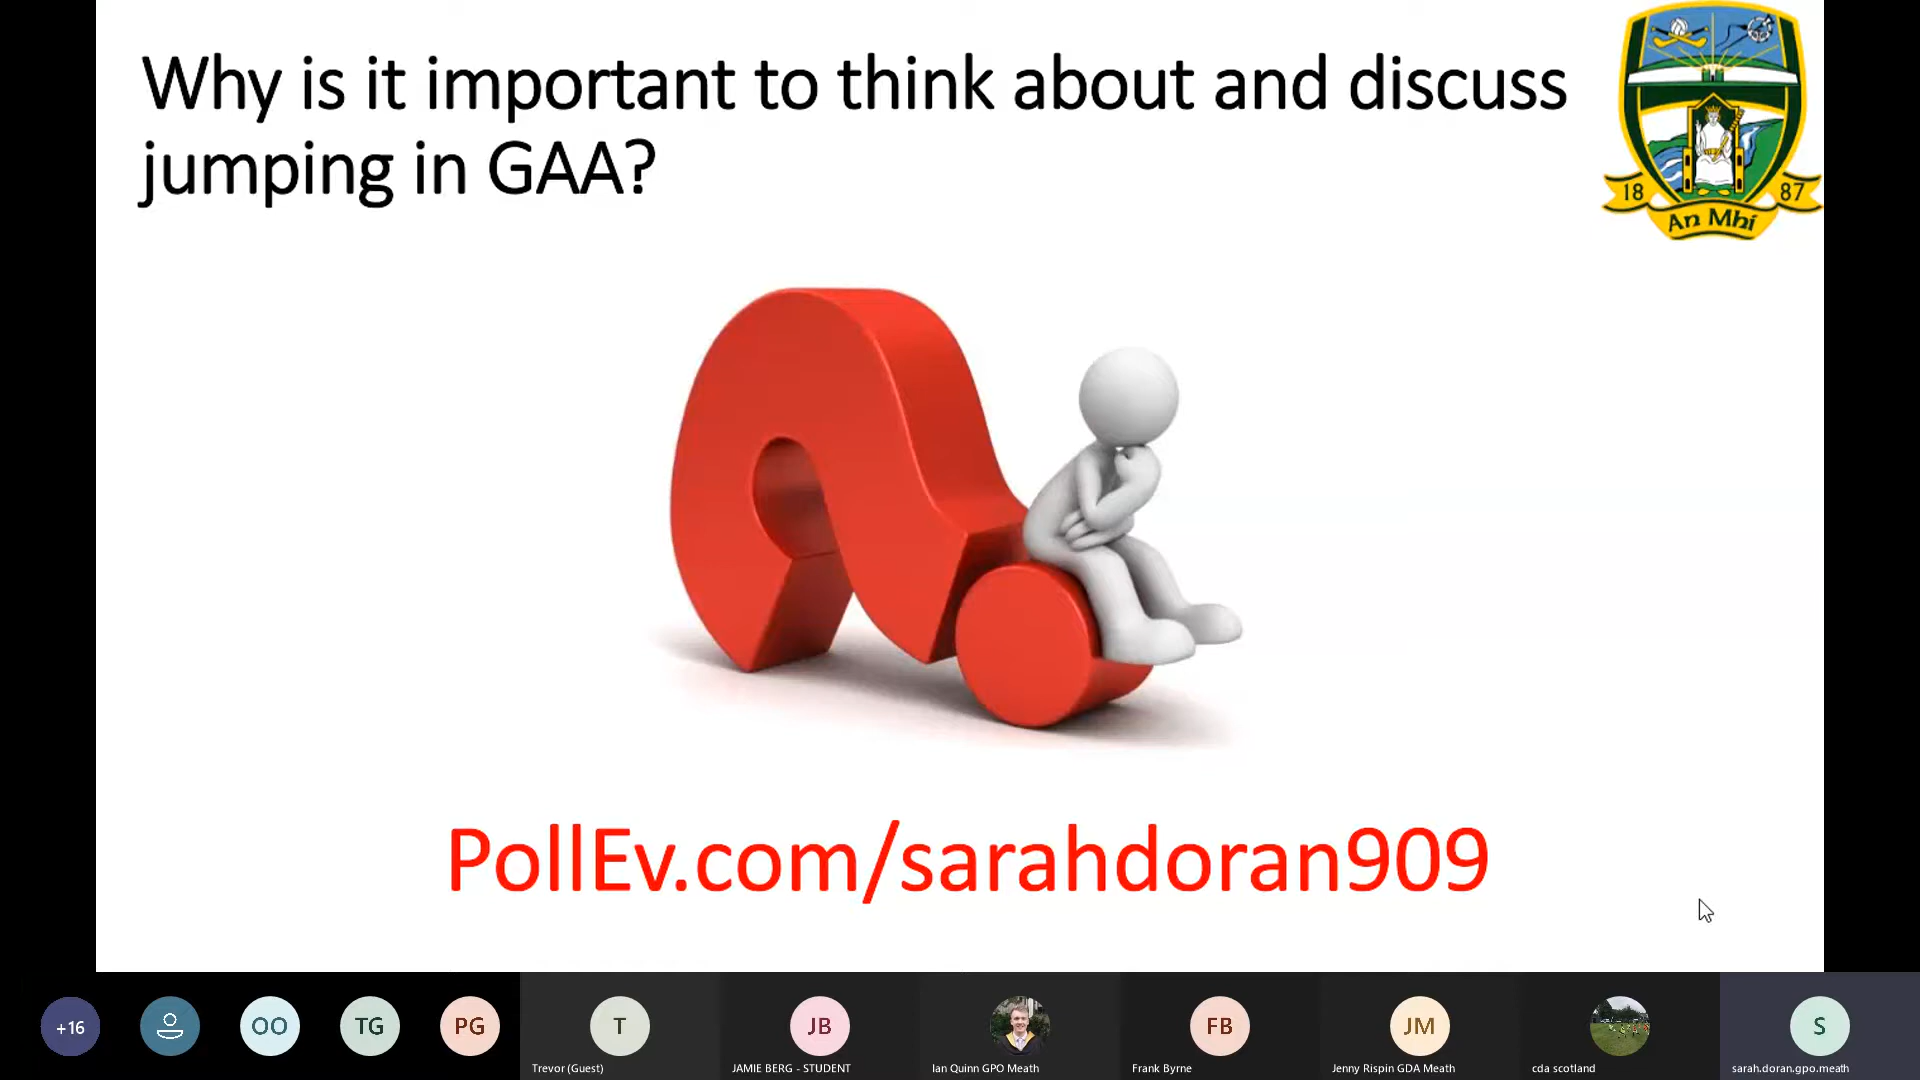 Why is it important to think about and discuss
jumping in GAA?
18 87
An Mhí
PollEv.com/sarahdoran909
+16
OO
TG
PG
T
JB
FB
JM
S
Trevor (Guest)
JAMIE BERG - STUDENT
Ian Quinn GPO Meath
Frank Byrne
Jenny Rispin GDA Meath
cda scotland
sarah.doran.gpo.meath